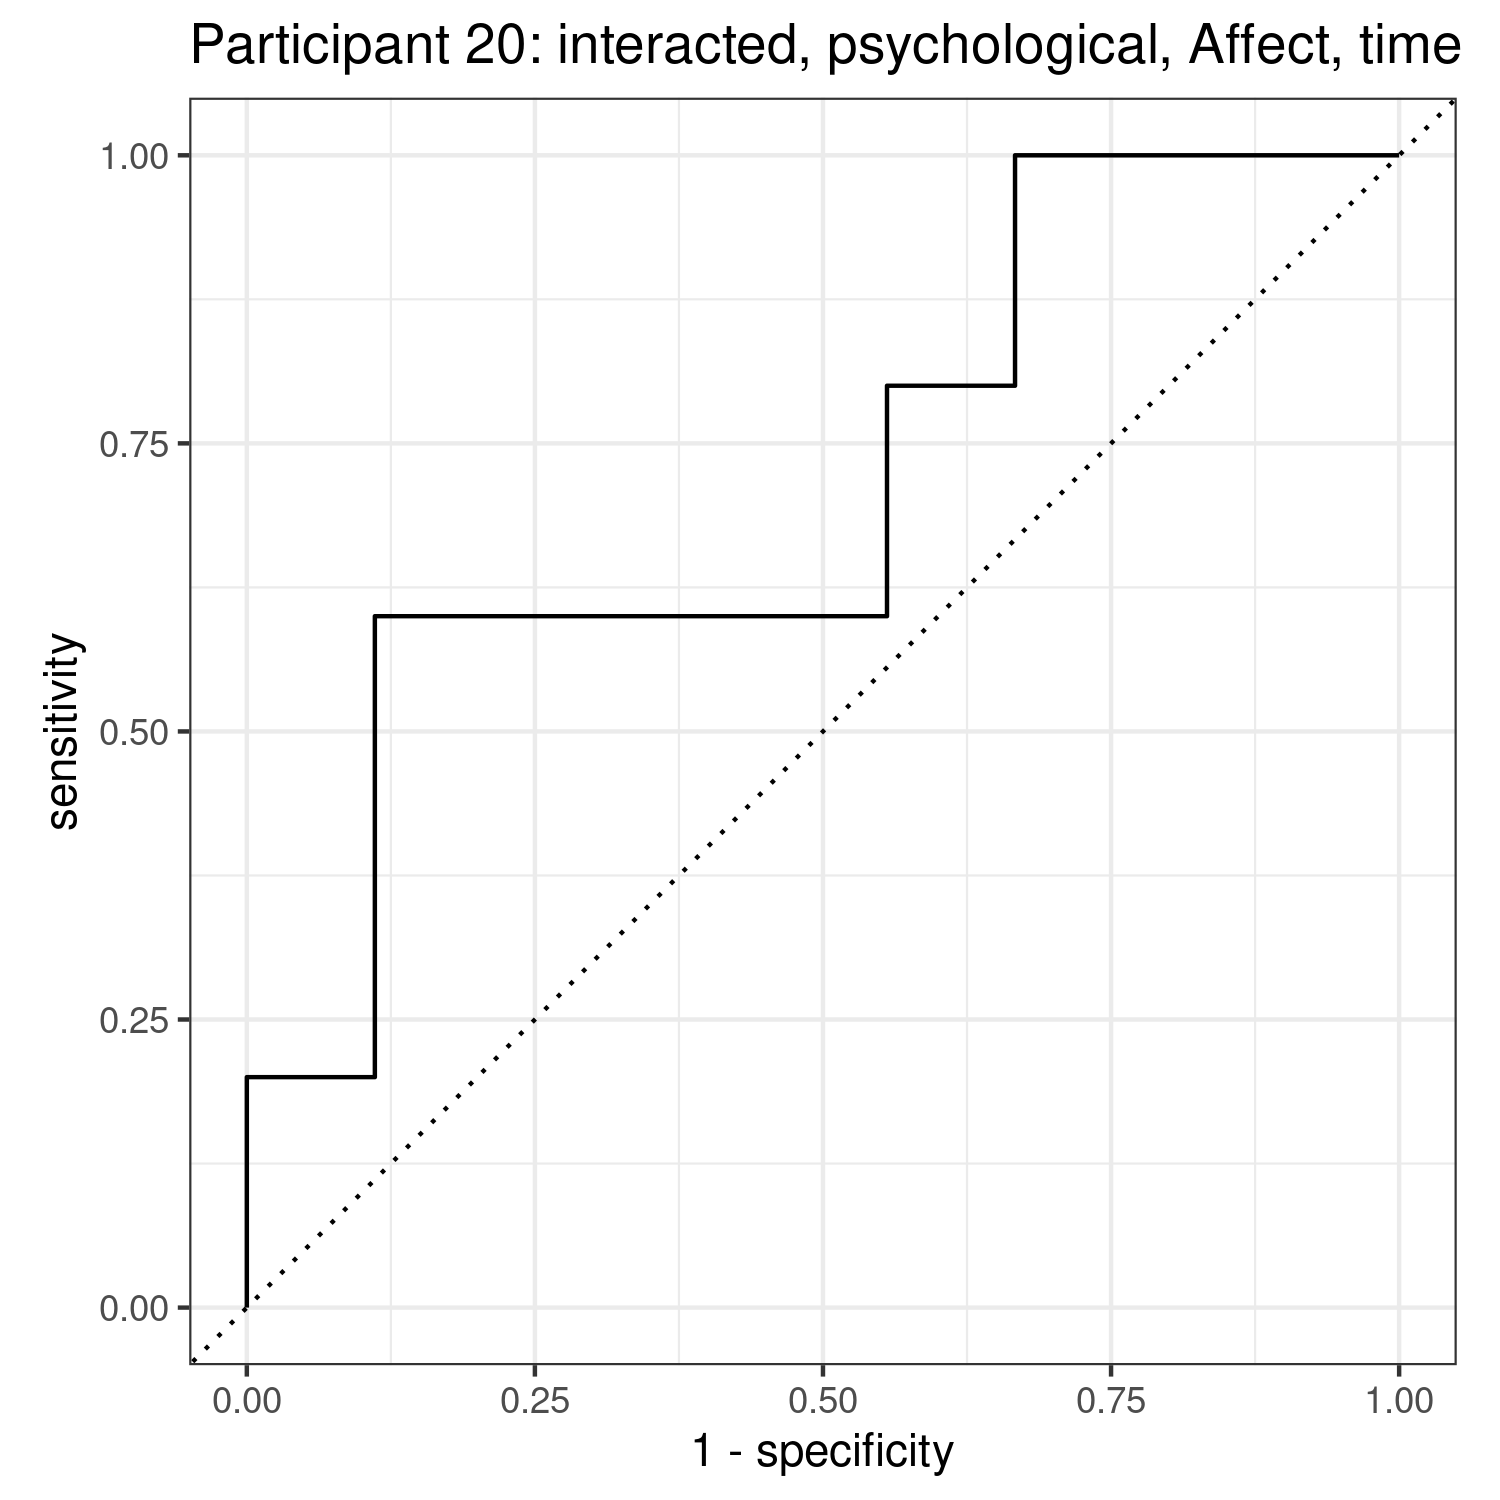 Participant 20: interacted, psychological, Affect, time
1.00
0.75
0.50
0.25
0.00
sensitivity
0.00 0.25 0.50 0.75 1.00
1 - specificity